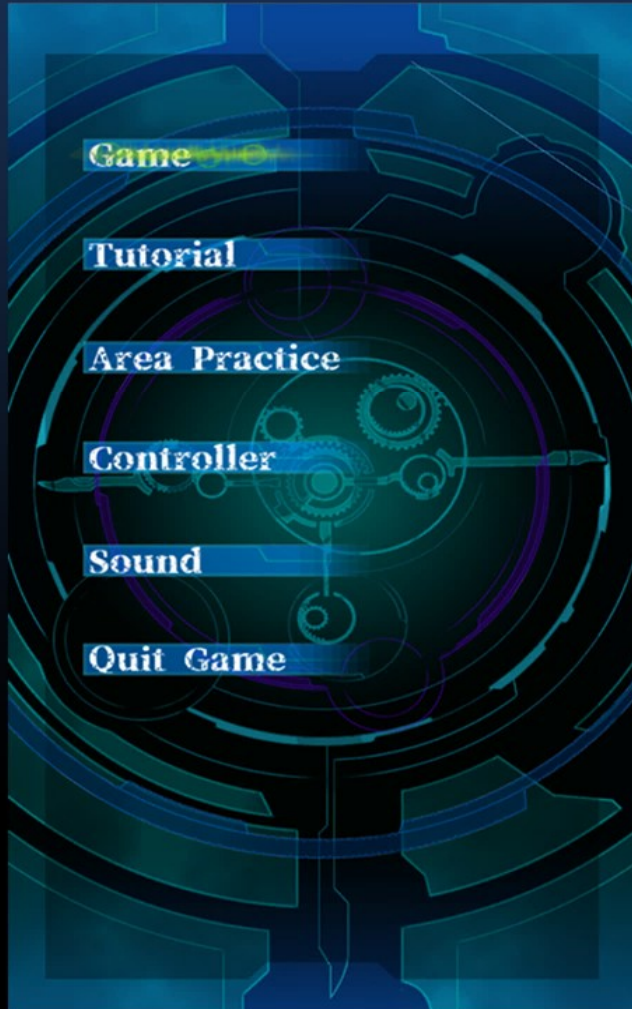 Game
Tutorial
Area Practice
Controller
Sound
Quit Game